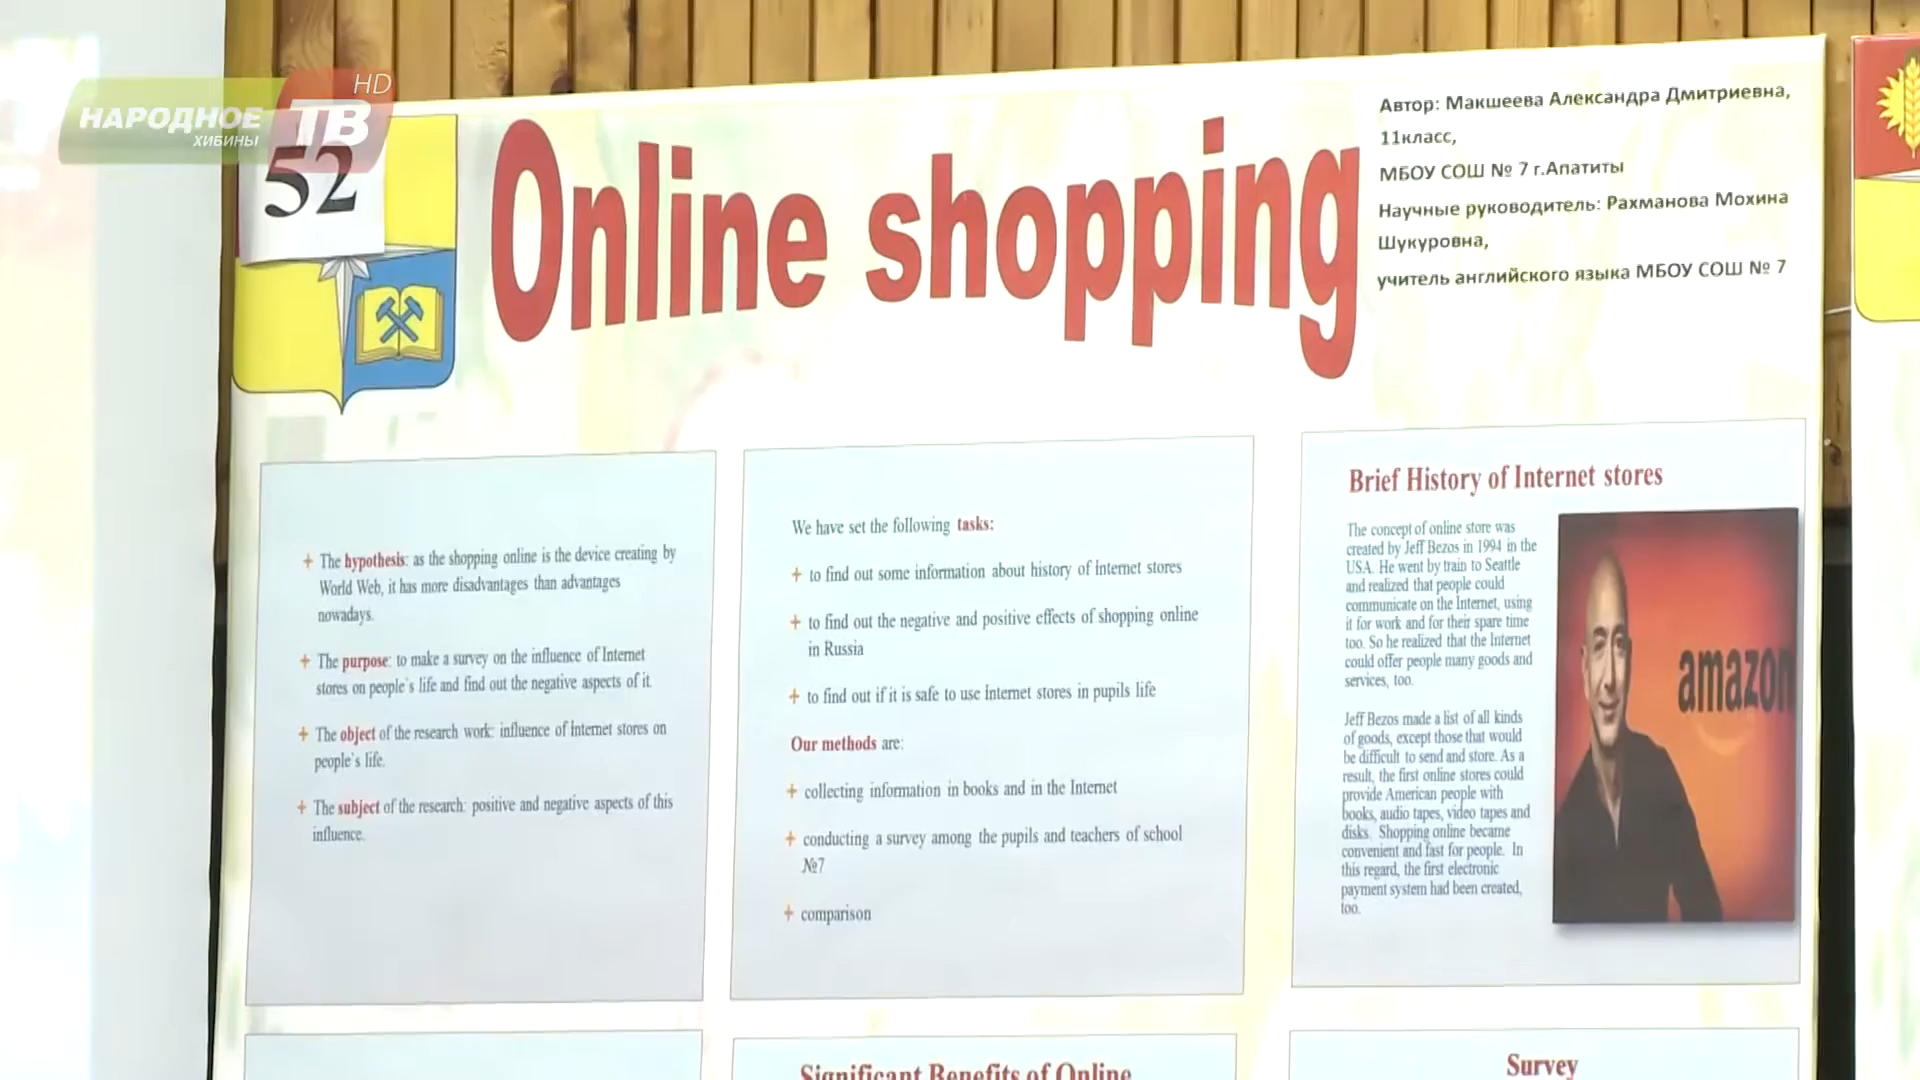 НАРОДНОЕ
ХИБИНЫ
ТВ
HD
52
Online shopping
Автор: Макшеева Александра Дмитриевна,
11класс,
МБОУ СОШ № 7 г.Апатиты
Научные руководитель: Рахманова Мохина
Шукуровна,
учитель английского языка МБОУ СОШ № 7
The hypothesis: as the shopping online is the device creating by
World Web, it has more disadvantages than advantages
nowadays.
The purpose: to make a survey on the influence of Internet
stores on people's life and find out the negative aspects of it.
The object of the research work: influence of Internet stores on
people's life.
The subject of the research: positive and negative aspects of this
influence.
We have set the following tasks:
to find out some information about history of Internet stores
to find out the negative and positive effects of shopping online
in Russia
to find out if it is safe to use Internet stores in pupils life
Our methods are:
collecting information in books and in the Internet
conducting a survey among the pupils and teachers of school
№7
comparison
Brief History of Internet stores
The concept of online store was
created by Jeff Bezos in 1994 in the
USA. He went by train to Seattle
and realized that people could
communicate on the Internet, using
it for work and for their spare time
too. So he realized that the Internet
could offer people many goods and
services, too.
Jeff Bezos made a list of all kinds
of goods, except those that would
be difficult to send and store. As a
result, the first online stores could
provide American people with
books, audio tapes, video tapes and
disks. Shopping online became
convenient and fast for people. In
this regard, the first electronic
payment system had been created,
too.
amazon
Significant Benefits of Online
Survey